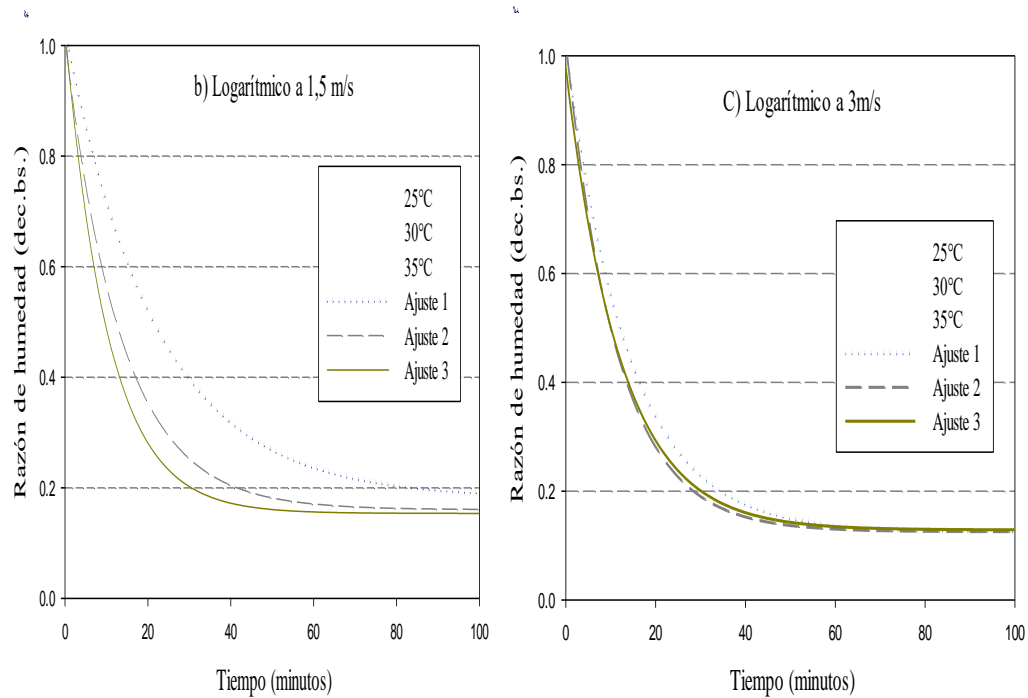 b) Logarítmico a 1,5 m/s
Razón de humedad (dec.bs.)
1.0
0.8
0.6
0.4
0.2
0.0
25°C
30°C
35°C
Ajuste 1
Ajuste 2
Ajuste 3
0 20 40 60 80 100
Tiempo (minutos)
C) Logarítmico a 3m/s
Razón de humedad (dec.bs.)
1.0
0.8
0.6
0.4
0.2
0.0
25°C
30°C
35°C
Ajuste 1
Ajuste 2
Ajuste 3
0 20 40 60 80 100
Tiempo (minutos)